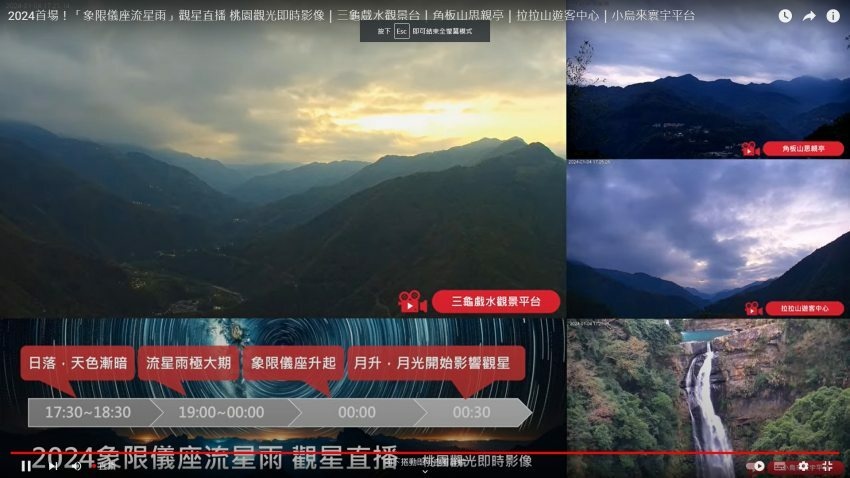 2024首場！「象限儀座流星雨」觀星直播 桃園觀光即時影像 | 三龜戲水觀景台 | 角板山思親亭 | 拉拉山遊客中心 | 小烏來寰宇平台
按下 Esc 即可結束全螢幕模式
角板山思親亭
三龜戲水觀景平台
拉拉山遊客中心
日落，天色漸暗
流星雨極大期
象限儀座升起
月升，月光開始影響觀星
17:30~18:30
19:00~00:00
00:00
00:30
2024象限儀座流星雨 觀星直播
桃園觀光即時影像
直播